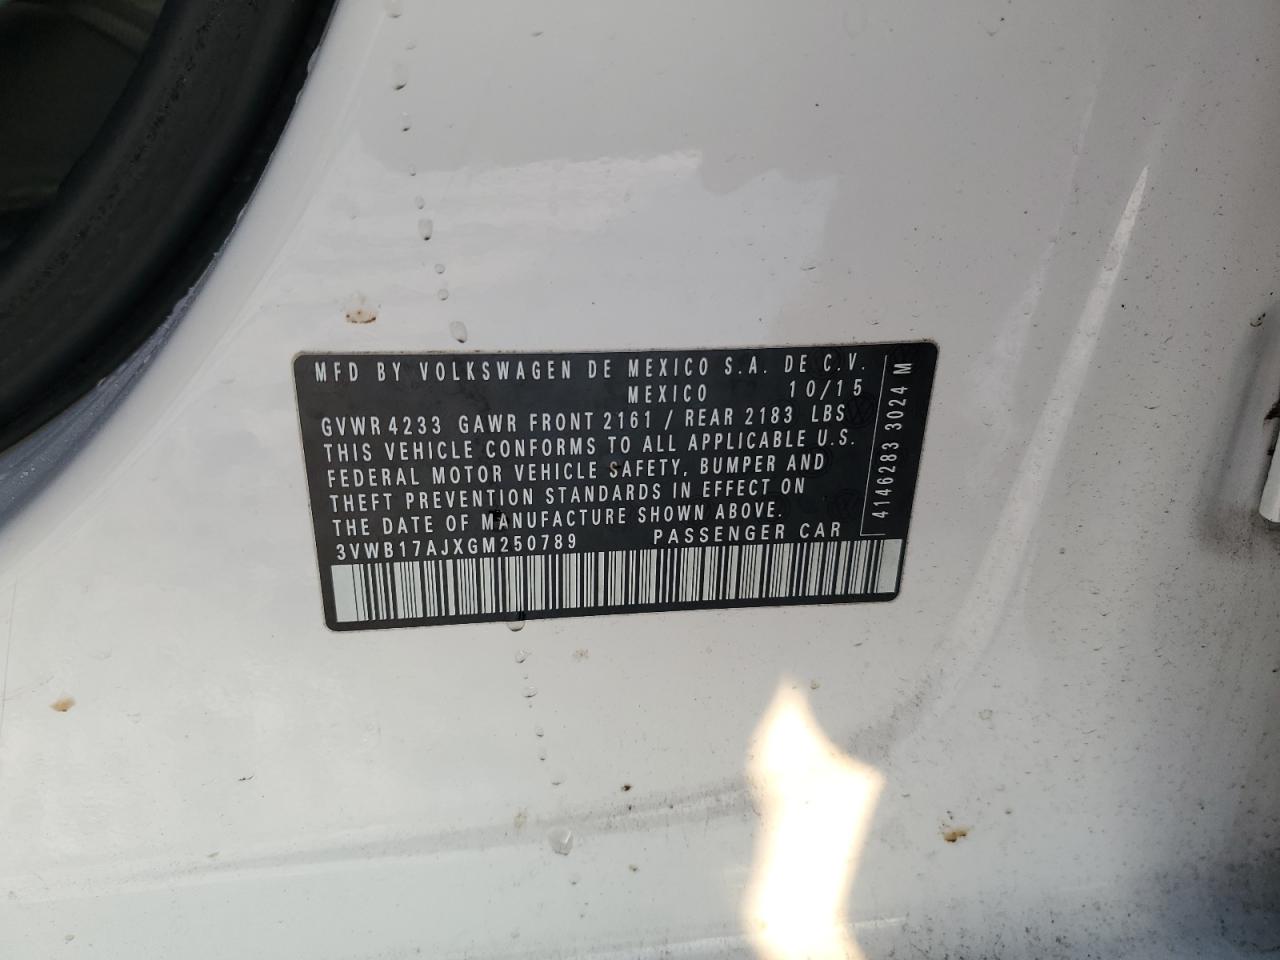 MFD BY VOLKSWAGEN DE MEXICO S.A. DE C.V.
MEXICO 10/15
GVWR 4233 GAWR FRONT 2161 / REAR 2183 LBS
THIS VEHICLE CONFORMS TO ALL APPLICABLE U.S.
FEDERAL MOTOR VEHICLE SAFETY, BUMPER AND
THEFT PREVENTION STANDARDS IN EFFECT ON
THE DATE OF MANUFACTURE SHOWN ABOVE.
3VWB17AJXGM250789 PASSENGER CAR
4146283 3024 M